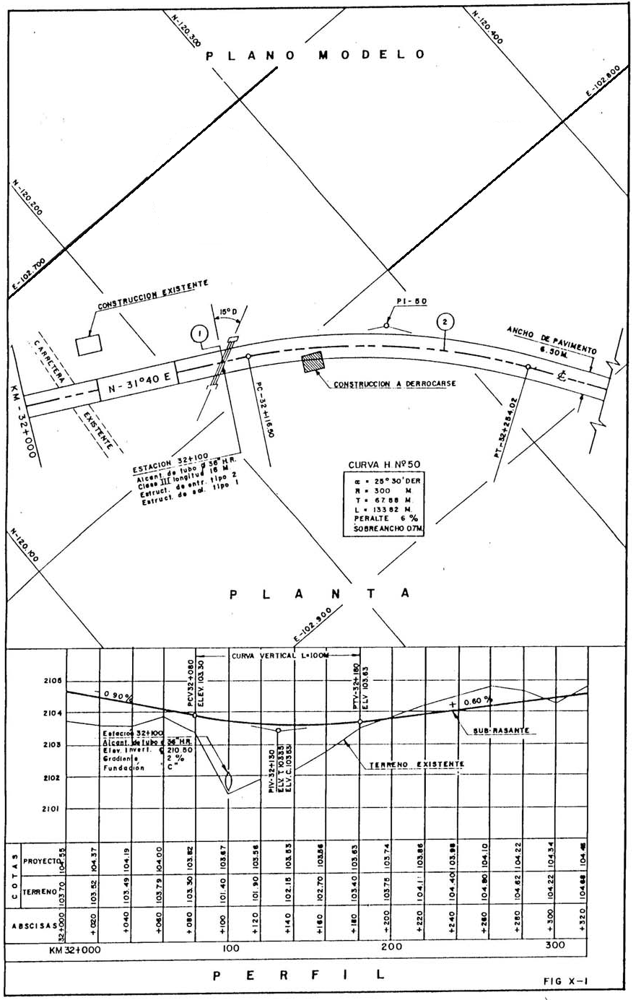 N-120.300
N-120.400
PLANO MODELO
E-102.800
N-120.200
E-102.700
CONSTRUCCION EXISTENTE
15° D
PI-50
1
2
ANCHO DE PAVIMENTO
6.50 M.
CARRETERA
EXISTENTE
KM - 32+000
N-31°40 E
CONSTRUCCION A DERROCARSE
PC-32+116.50
PT-32+254.02
ESTACION 32+100
Alcant. de tubo Ø 36" H.R.
Clase III longitud 16 M.
Estruct. de entr. tipo 2
Estruct. de sal. tipo 1
CURVA H. Nº 50
∝ = 25° 30' DER
R = 300 M
T = 67.88 M.
L = 133 82 M.
PERALTE 6 %
SOBREANCHO 0.7M.
N-120.100
PLANTA
E-102.900
CURVA VERTICAL L=100M
PCV 32+080
ELEV. 103.30
PTV-32+180
ELV 103.63
2106
- 0 90%
2104
+ 0.60 %
SUB-RASANTE
2103
Estacion 32+100
Alcant. de tubo Ø 36" H.R.
Elev. invert. 210.50
Gradiente 2 %
Fundación "C"
TERRENO EXISTENTE
PIV-32+130
2102
2101
COTAS
PROYECTO 104.55 104.37 104.19 104.00 103.82 103.67 103.56 103.53 103.56 103.63 103.74 103.86 103.98 104.10 104.22 104.34 104.46
TERRENO 103.70 103.52 103.49 103.79 103.30 101.40 101.90 102.15 102.70 103.40 103.75 104.11 104.40 104.80 104.62 104.22 104.68
ABSCISAS 32+000 +020 +040 +060 +080 +100 +120 +140 +160 +180 +200 +220 +240 +260 +280 +300 +320
KM 32+000 100 200 300
PERFIL
FIG X-1